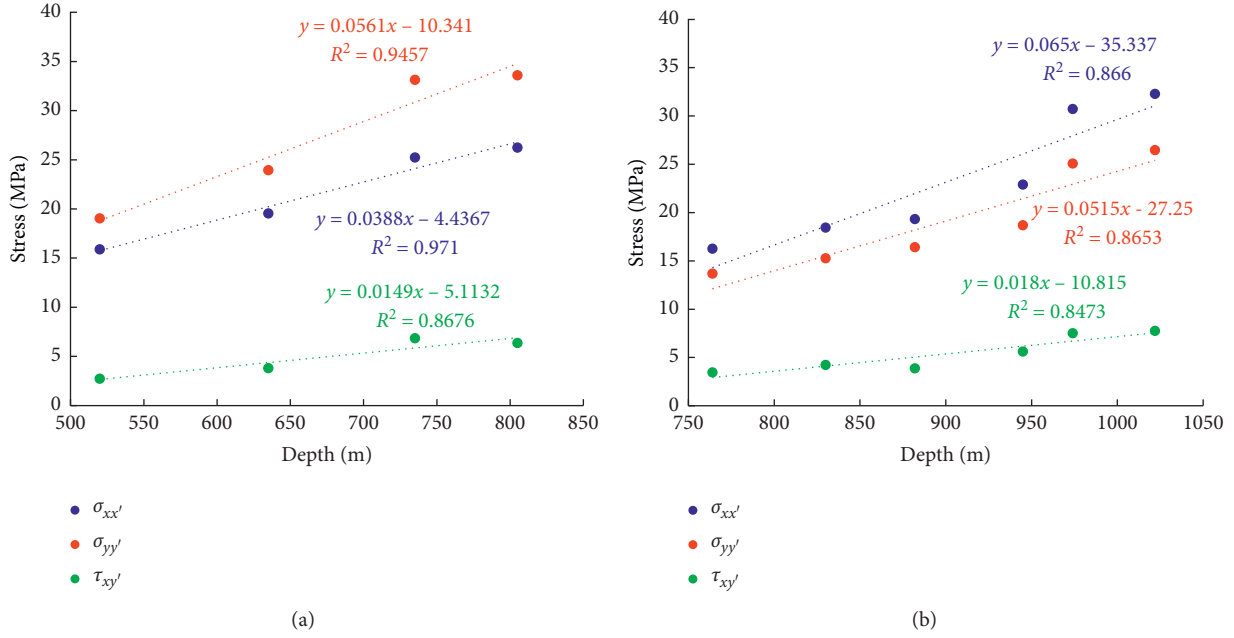 y = 0.0561x – 10.341
R² = 0.9457
y = 0.0388x – 4.4367
R² = 0.971
y = 0.0149x – 5.1132
R² = 0.8676
40
35
30
25
20
15
10
5
0
Stress (MPa)
500 550 600 650 700 750 800 850
Depth (m)
σxx′
σyy′
τxy′
(a)
y = 0.065x – 35.337
R² = 0.866
y = 0.0515x - 27.25
R² = 0.8653
y = 0.018x – 10.815
R² = 0.8473
40
35
30
25
20
15
10
5
0
Stress (MPa)
750 800 850 900 950 1000 1050
Depth (m)
σxx′
σyy′
τxy′
(b)